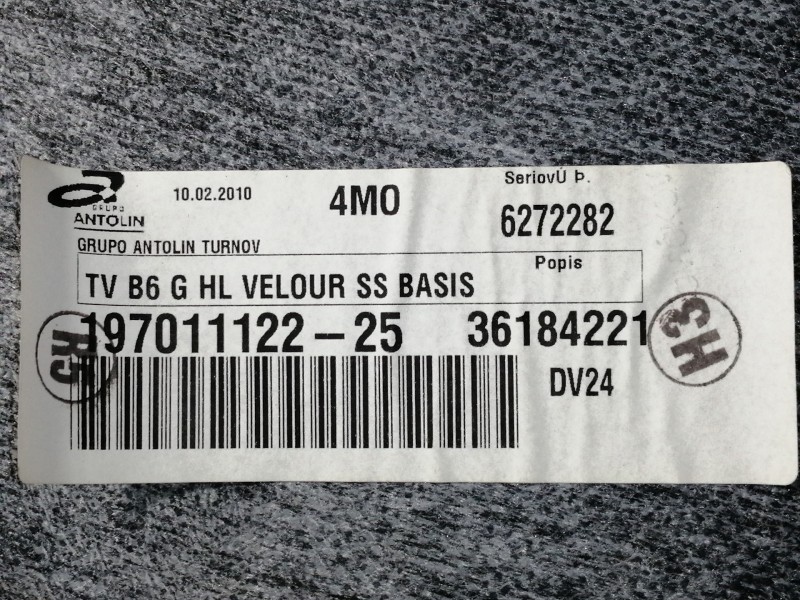 GRUPO
ANTOLIN
10.02.2010
4M0
SeriovÚ Þ.
6272282
GRUPO ANTOLIN TURNOV
Popis
TV B6 G HL VELOUR SS BASIS
197011122-25
36184221
DV24
R5
H3